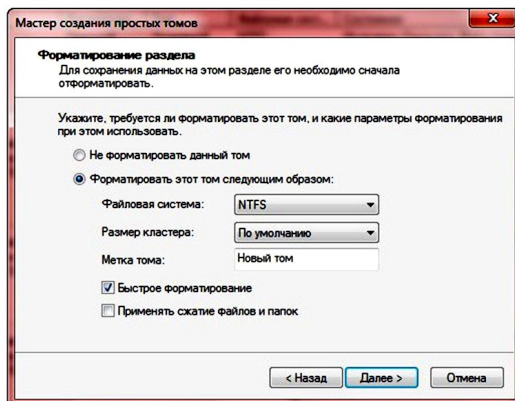 Мастер создания простых томов
Форматирование раздела
Для сохранения данных на этом разделе его необходимо сначала
отформатировать.
Укажите, требуется ли форматировать этот том, и какие параметры форматирования
при этом использовать.
Не форматировать данный том
Форматировать этот том следующим образом:
Файловая система: NTFS
Размер кластера: По умолчанию
Метка тома: Новый том
Быстрое форматирование
Применять сжатие файлов и папок
< Назад Далее > Отмена